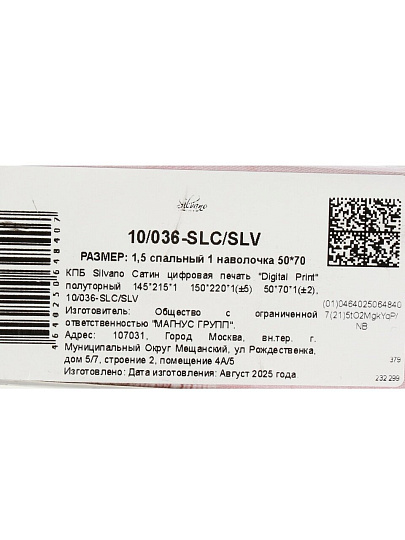 Silvano
10/036-SLC/SLV
РАЗМЕР: 1,5 спальный 1 наволочка 50*70
КПБ Silvano Сатин цифровая печать "Digital Print"
полуторный 145*215*1 150*220*1(±5) 50*70*1(±2),
10/036-SLC/SLV
Изготовитель: Общество с ограниченной
ответственностью "МАГНУС ГРУПП".
Адрес: 107031, Город Москва, вн.тер. г.
Муниципальный Округ Мещанский, ул Рождественка,
дом 5/7, строение 2, помещение 4А/5
Изготовлено: Дата изготовления: Август 2025 года
4640250648407
(01)0464025064840
7(21)5tO2MgkYqP/
NB
379
232 299